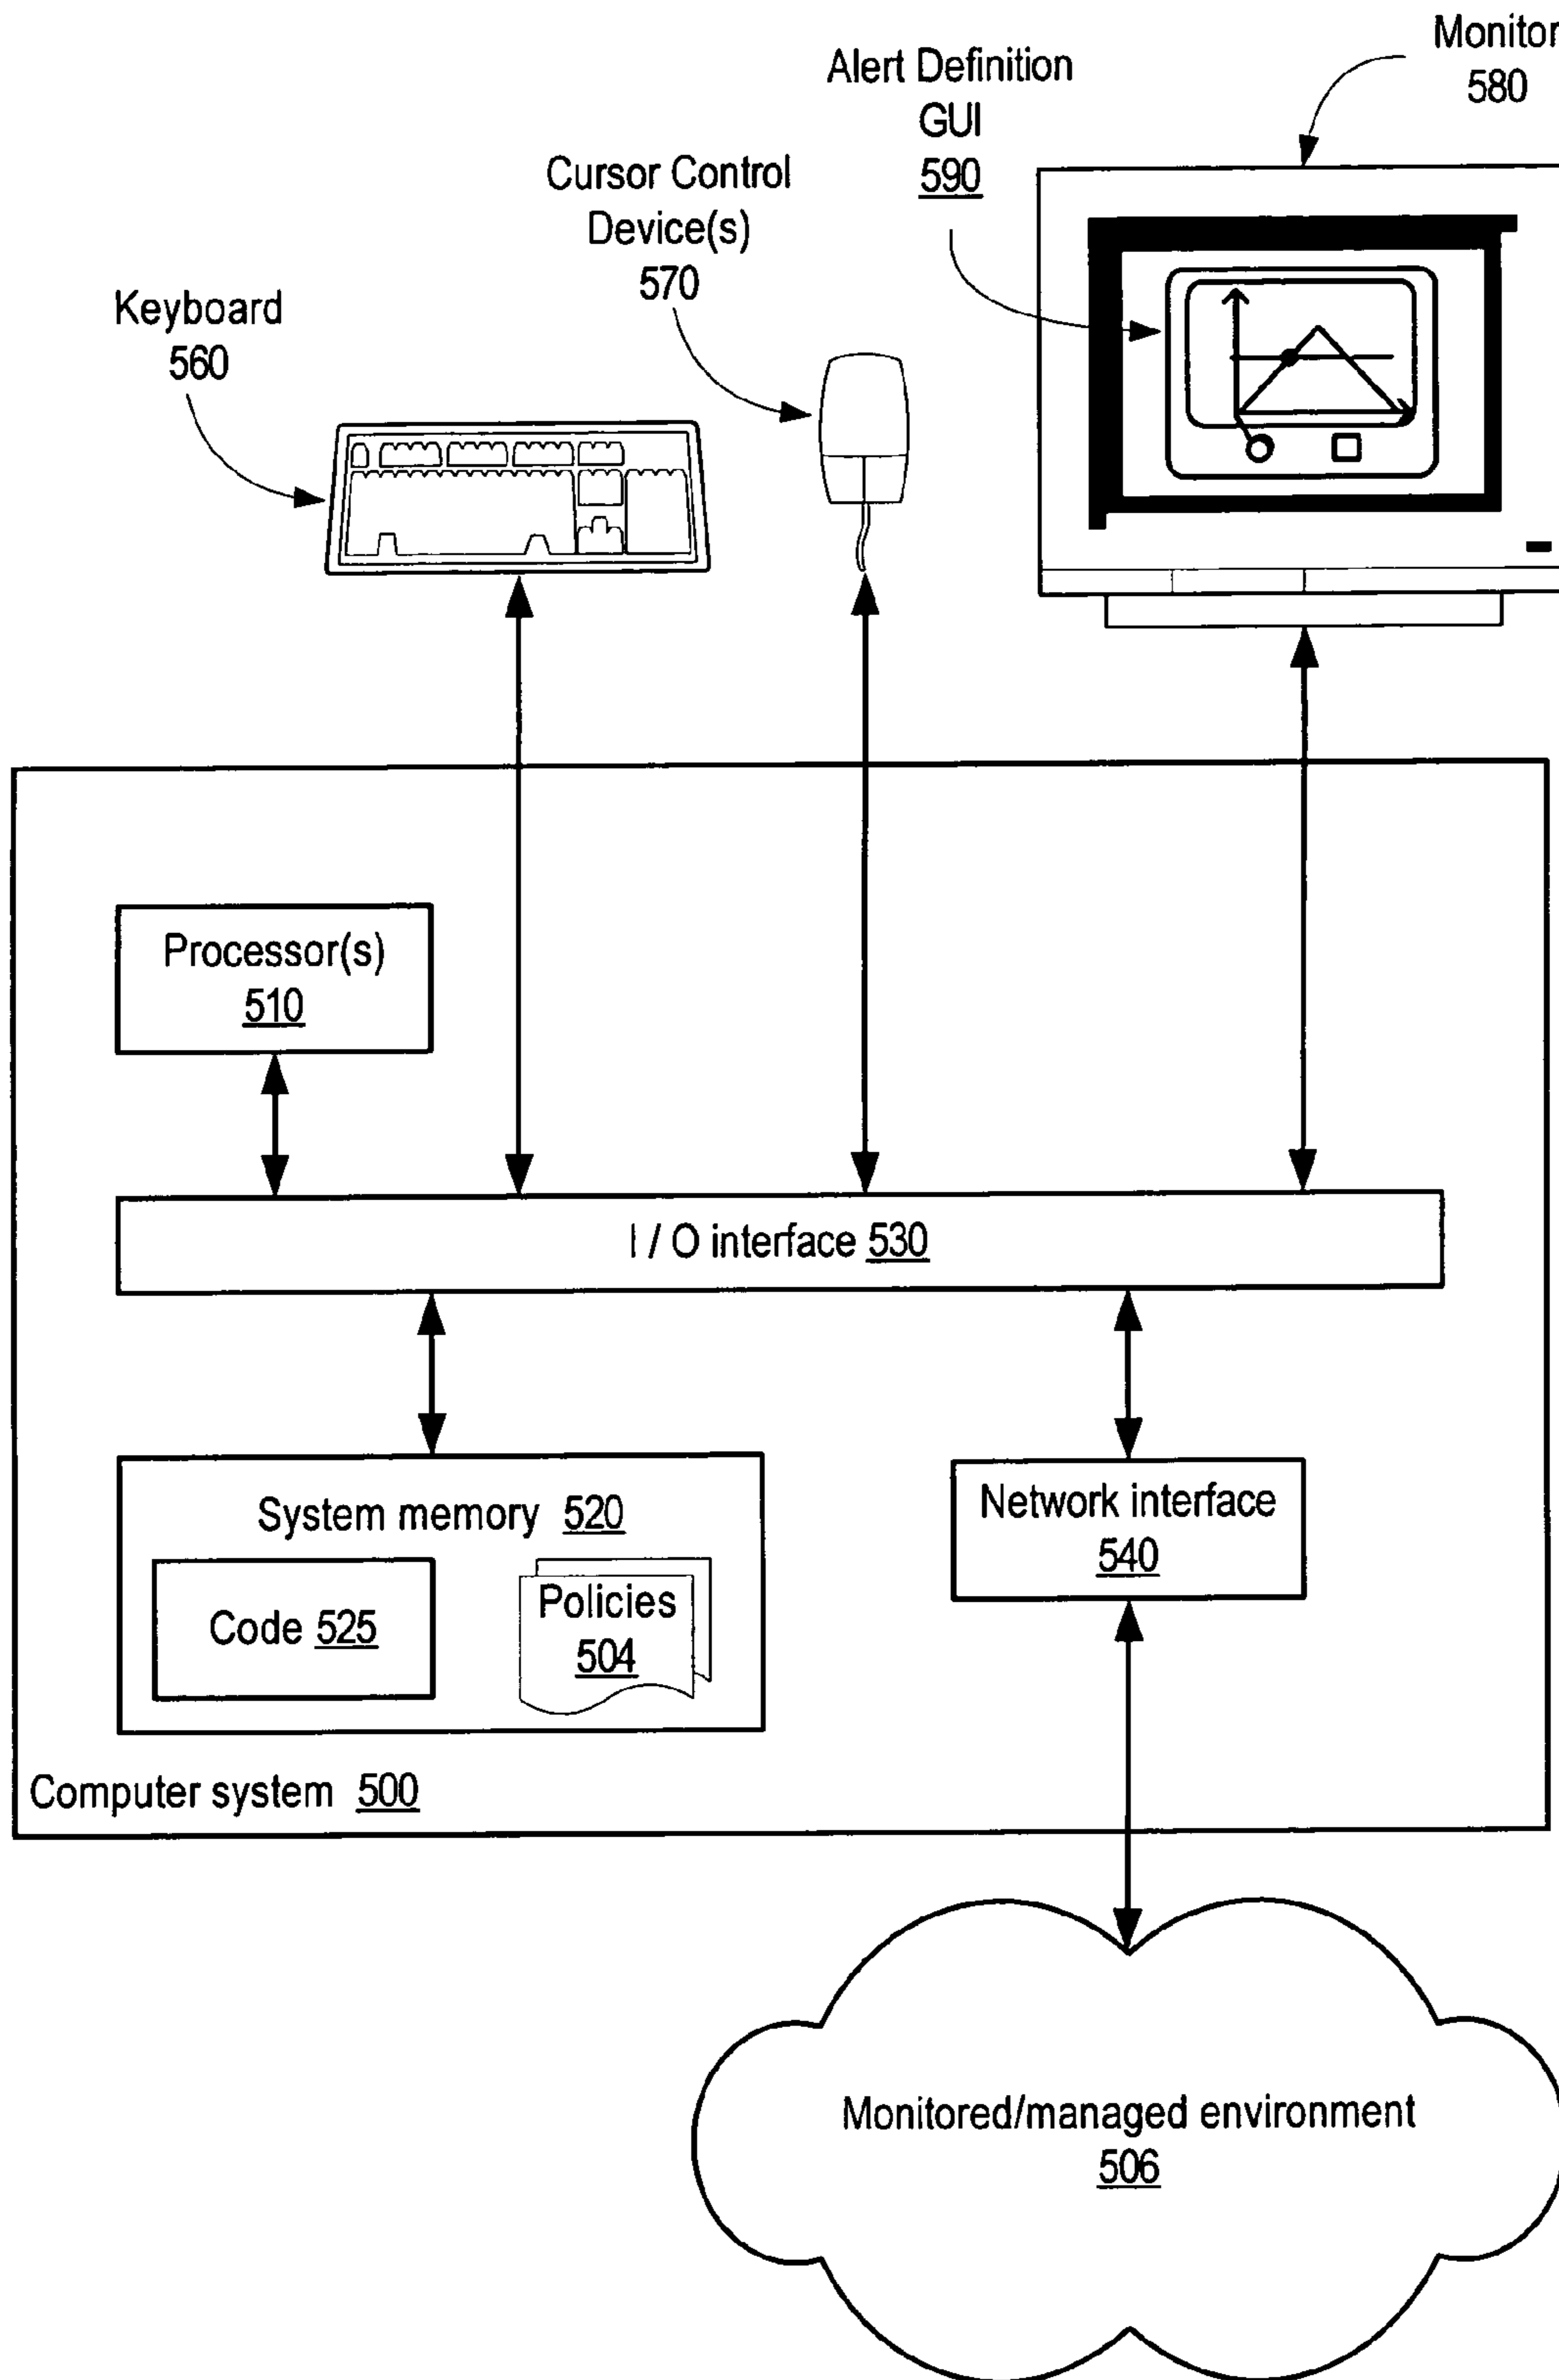 Monitor
580
Alert Definition
GUI
590
Cursor Control
Device(s)
570
Keyboard
560
Processor(s)
510
I / O interface 530
System memory 520
Code 525
Policies
504
Network interface
540
Computer system 500
Monitored/managed environment
506